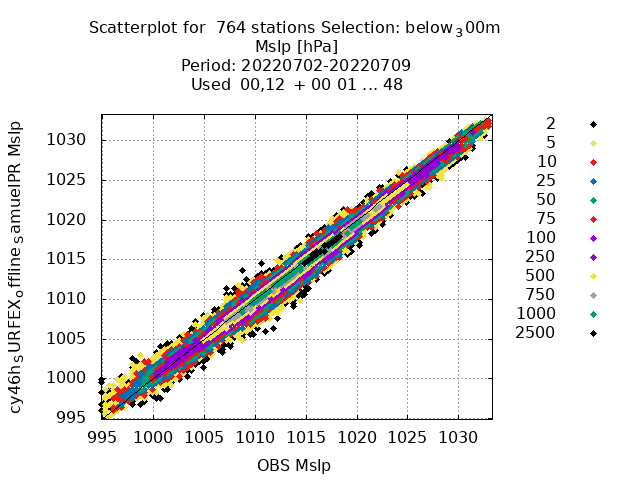 Scatterplot for 764 stations Selection: below300m
Mslp [hPa]
Period: 20220702-20220709
Used 00,12 + 00 01 ... 48
cy46hsURFEXofflinesamuelPR Mslp
1030
1025
1020
1015
1010
1005
1000
995
995 1000 1005 1010 1015 1020 1025 1030
OBS Mslp
2
5
10
25
50
75
100
250
500
750
1000
2500